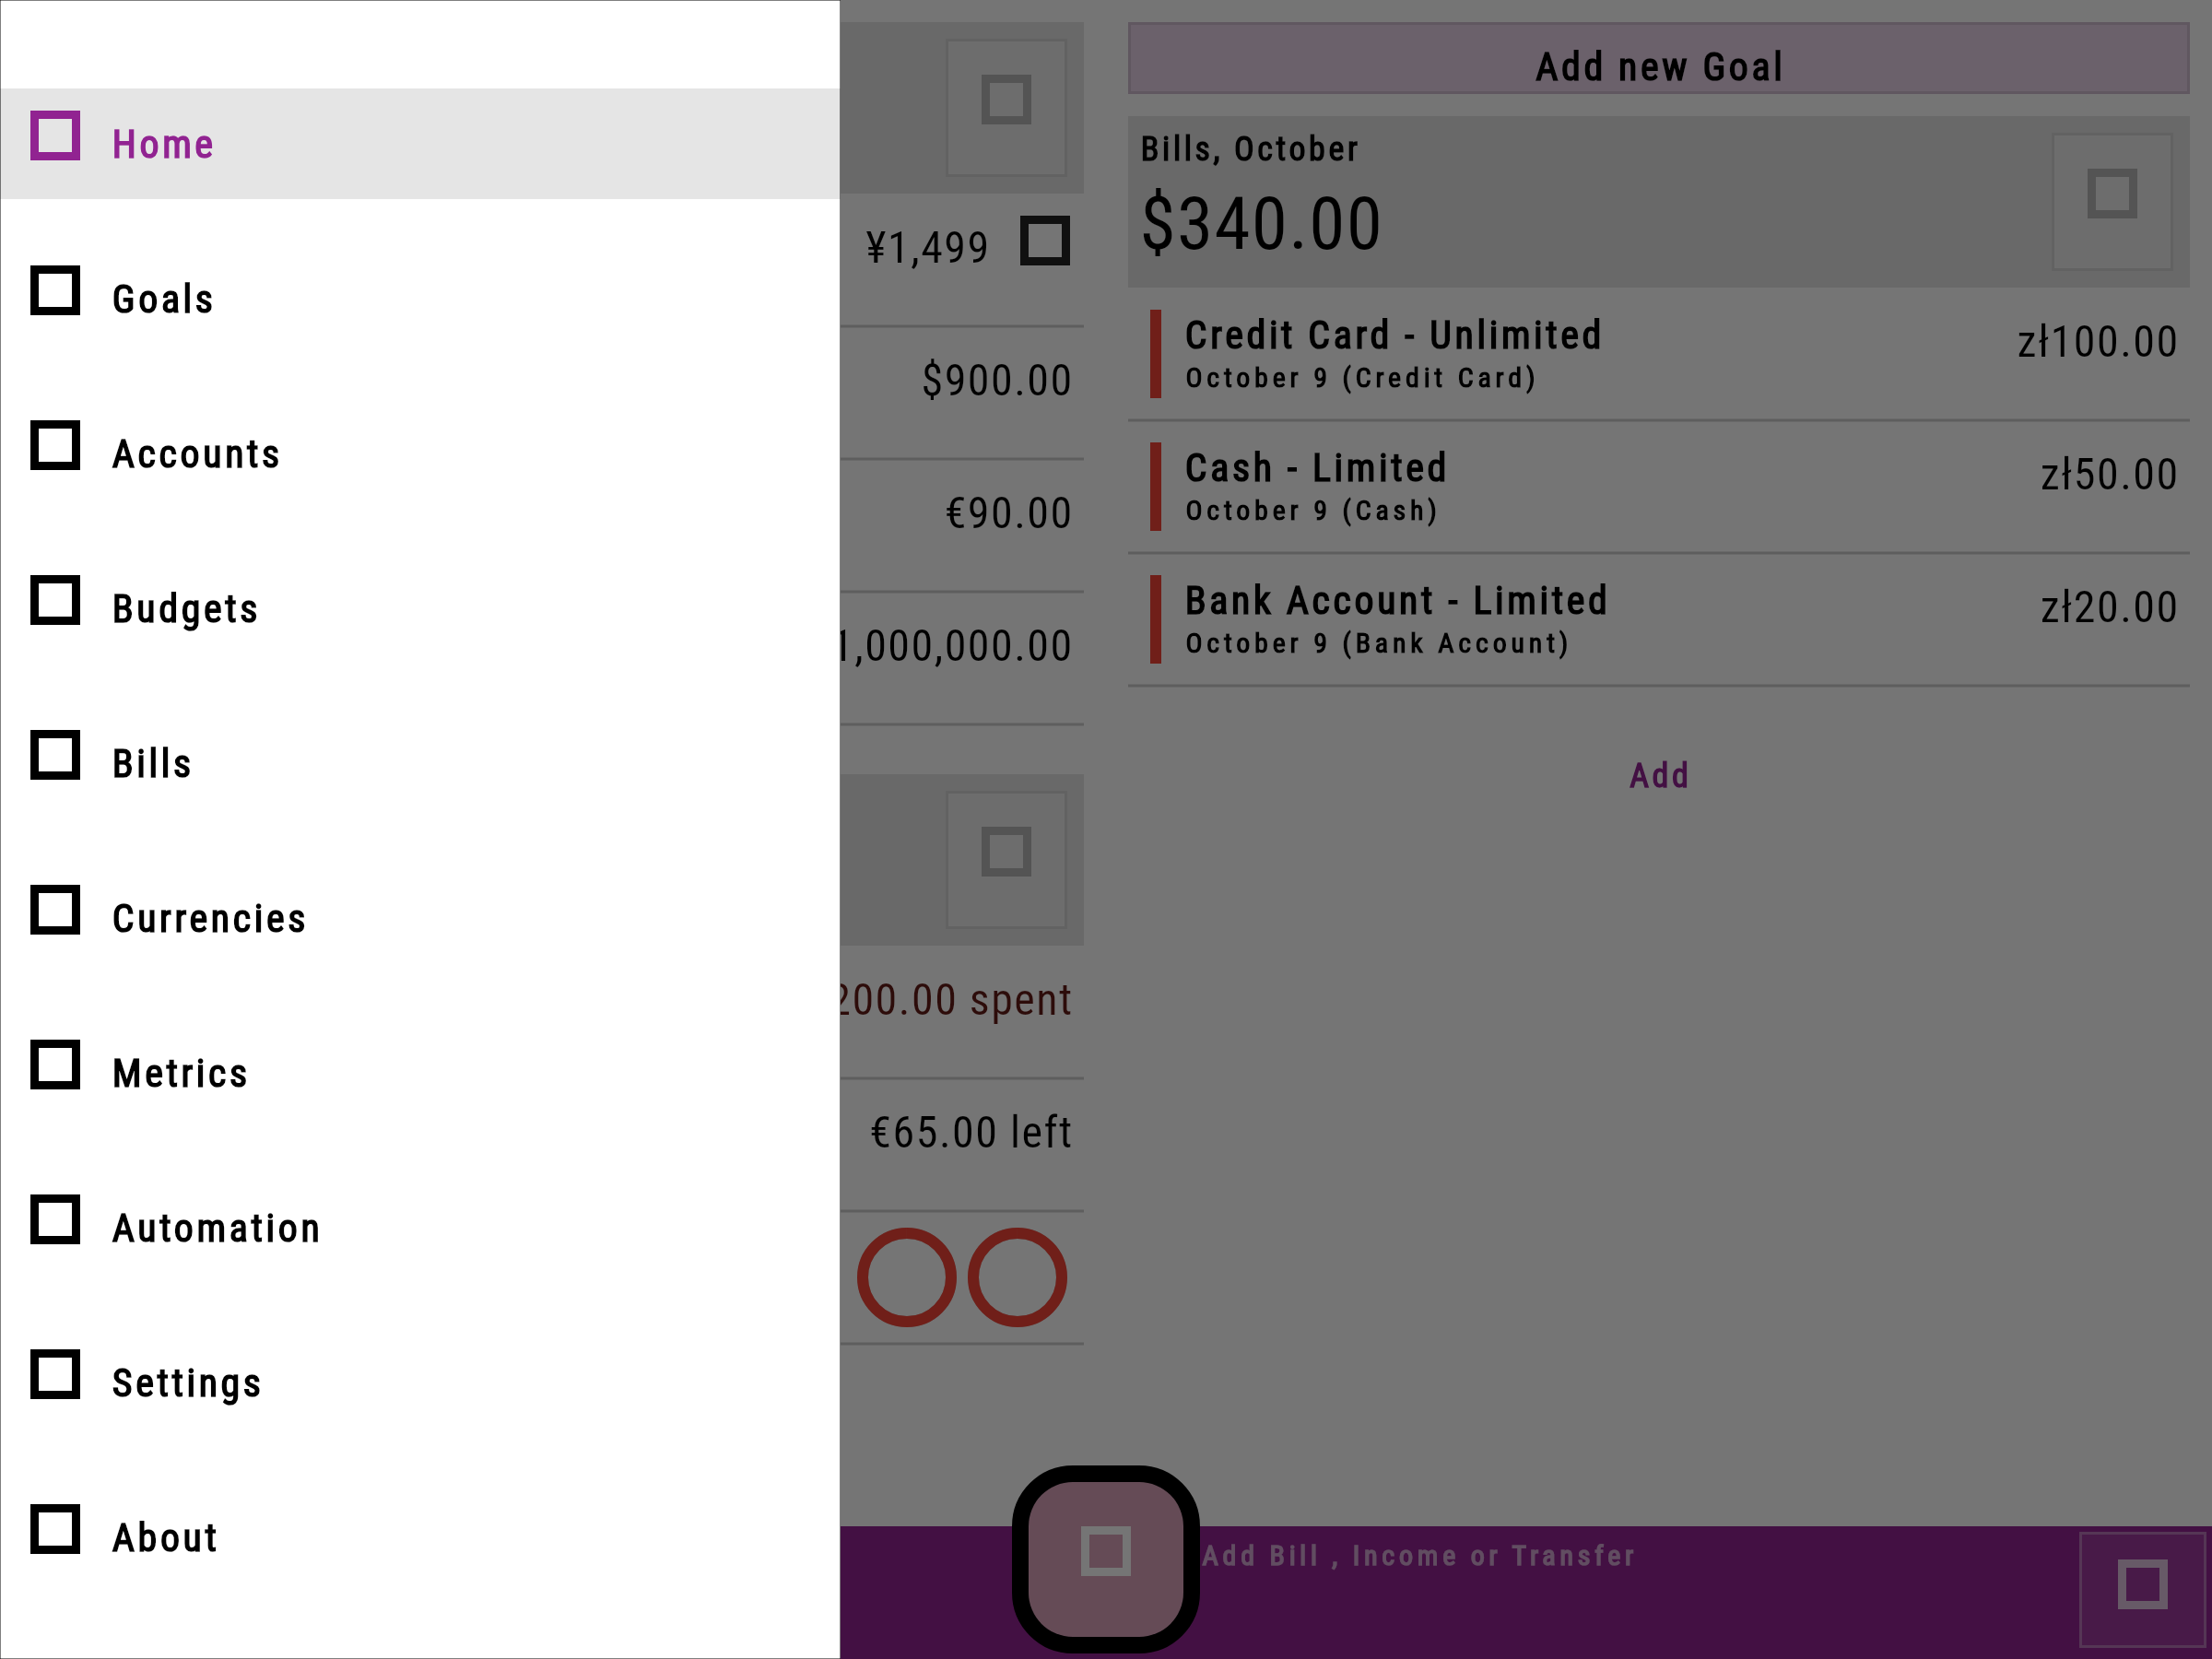 Home
Goals
Accounts
Budgets
Bills
Currencies
Metrics
Automation
Settings
About
¥1,499
$900.00
€90.00
1,000,000.00
200.00 spent
€65.00 left
Add new Goal
Bills, October
$340.00
Credit Card - Unlimited
zł100.00
October 9 (Credit Card)
Cash - Limited
zł50.00
October 9 (Cash)
Bank Account - Limited
zł20.00
October 9 (Bank Account)
Add
Add Bill , Income or Transfer